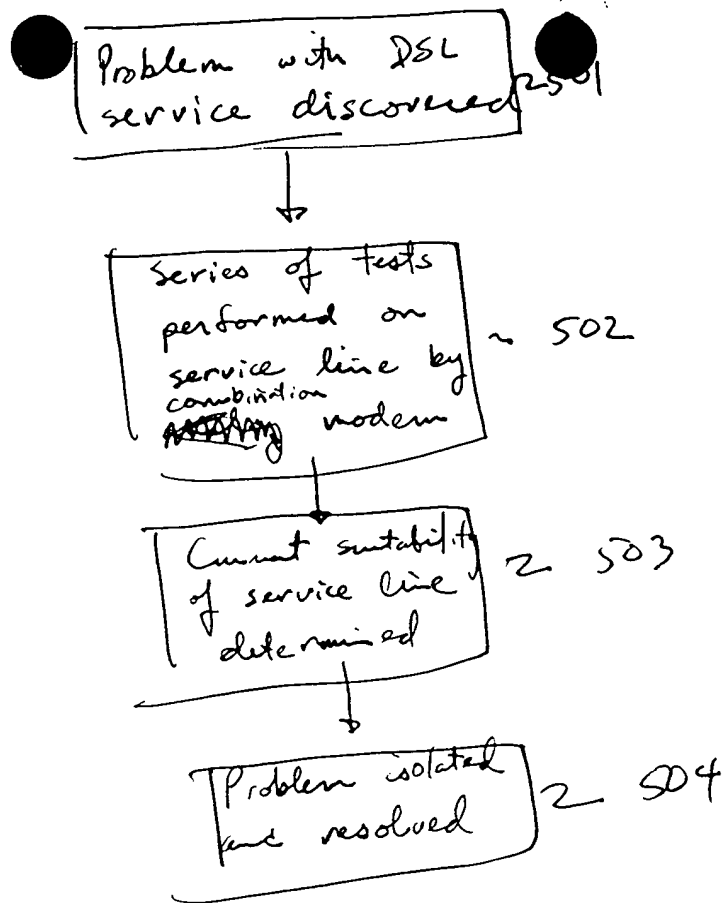 Problem with DSL
service discovered 501
Series of tests
performed on
service line by
combination
modem
502
Current suitability
of service line
determined
503
Problem isolated
and resolved
504